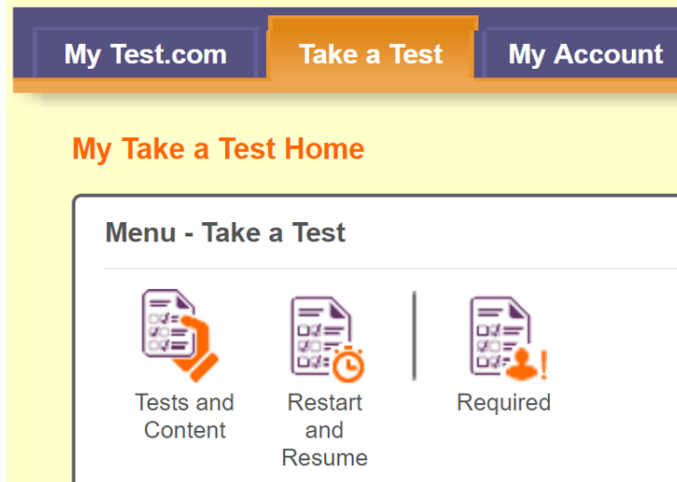 My Test.com Take a Test My Account
My Take a Test Home
Menu - Take a Test
Tests and Content
Restart and Resume
Required